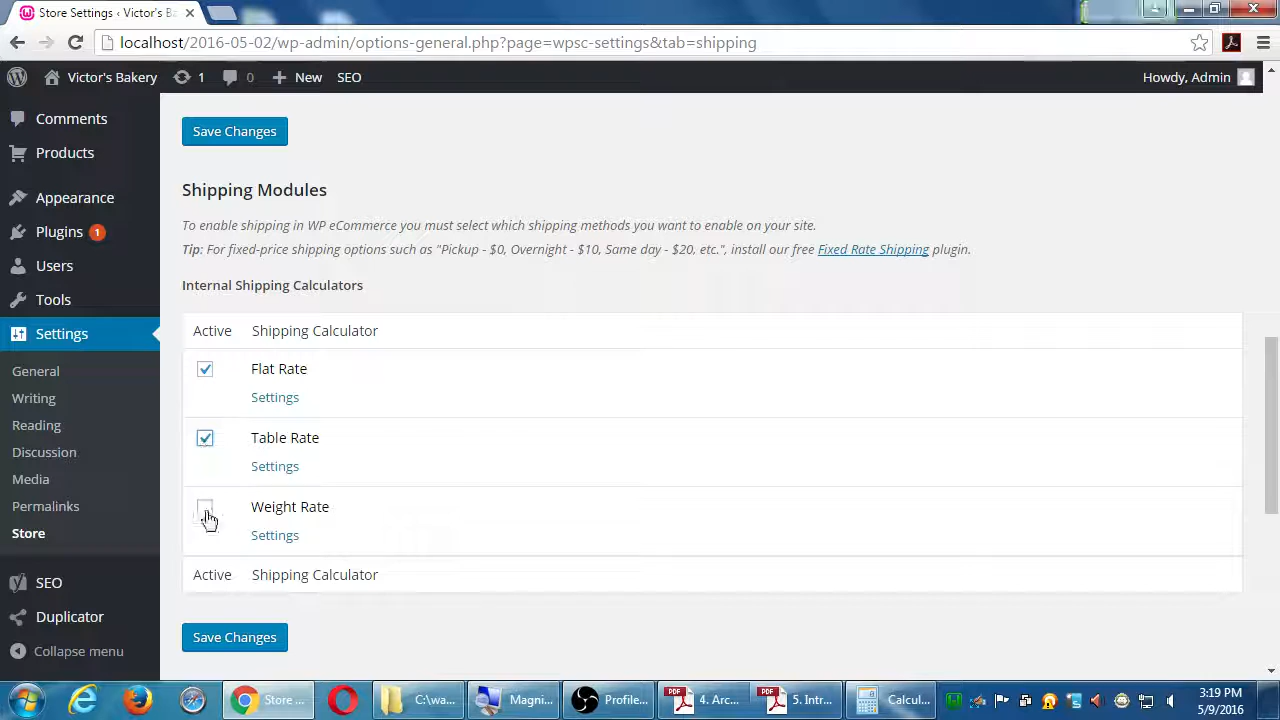 Store Settings ‹ Victor's Ba
localhost/2016-05-02/wp-admin/options-general.php?pag sc-settings&tab=shipping
Victor's Bakery 1 0 New SEO Howdy, Admin
Comments
Products
Appearance
Plugins 1
Users
Tools
Settings
General
Writing
Reading
Discussion
Media
Permalinks
Store
SEO
Duplicator
Collapse menu
Save Changes
Shipping Modules
To enable shipping in WP eCommerce you must select which shipping methods you want to enable on your site.
Tip: For fixed-price shipping options such as "Pickup - $0, Overnight - $10, Same day - $20, etc.", install our free Fixed Rate Shipping plugin.
Internal Shipping Calculators
Active Shipping Calculator
Flat Rate
Settings
Table Rate
Settings
Weight Rate
Settings
Active Shipping Calculator
Save Changes
Store ... C:\wa... Magni... Profile... 4. Arc... 5. Intr... Calcul...
3:19 PM
5/9/2016